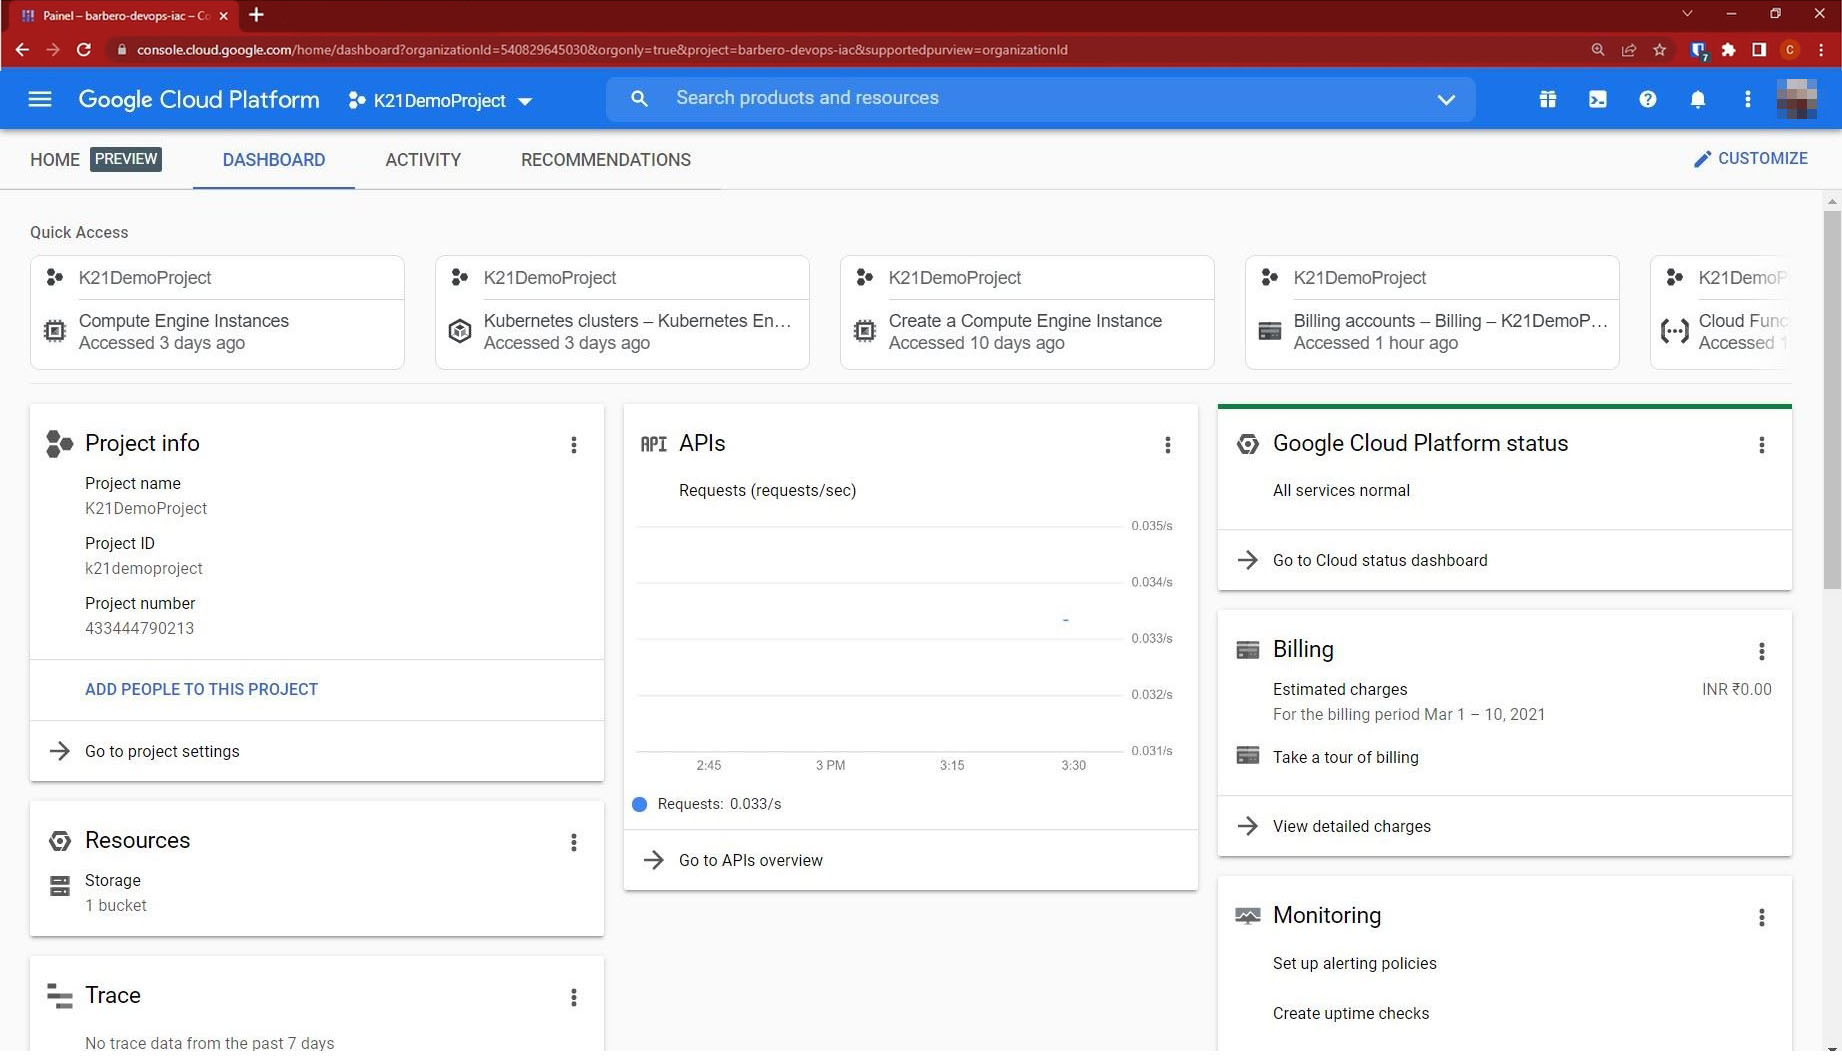 Painel – barbero-devops-iac – Co
console.cloud.google.com/home/dashboard?organizationId=540829645030&orgonly=true&project=barbero-devops-iac&supportedpurview=organizationId
7
C
Google Cloud Platform
K21DemoProject
Search products and resources
HOME PREVIEW
DASHBOARD
ACTIVITY
RECOMMENDATIONS
CUSTOMIZE
Quick Access
K21DemoProject
Compute Engine Instances
Accessed 3 days ago
K21DemoProject
Kubernetes clusters – Kubernetes En...
Accessed 3 days ago
K21DemoProject
Create a Compute Engine Instance
Accessed 10 days ago
K21DemoProject
Billing accounts – Billing – K21DemoP...
Accessed 1 hour ago
K21DemoP
Cloud Func
Accessed 1
Project info
Project name
K21DemoProject
Project ID
k21demoproject
Project number
433444790213
ADD PEOPLE TO THIS PROJECT
Go to project settings
Resources
Storage
1 bucket
Trace
No trace data from the past 7 days
API APIs
Requests (requests/sec)
0.035/s
0.034/s
0.033/s
0.032/s
0.031/s
2:45 3 PM 3:15 3:30
Requests: 0.033/s
Go to APIs overview
Google Cloud Platform status
All services normal
Go to Cloud status dashboard
Billing
Estimated charges INR ₹0.00
For the billing period Mar 1 – 10, 2021
Take a tour of billing
View detailed charges
Monitoring
Set up alerting policies
Create uptime checks